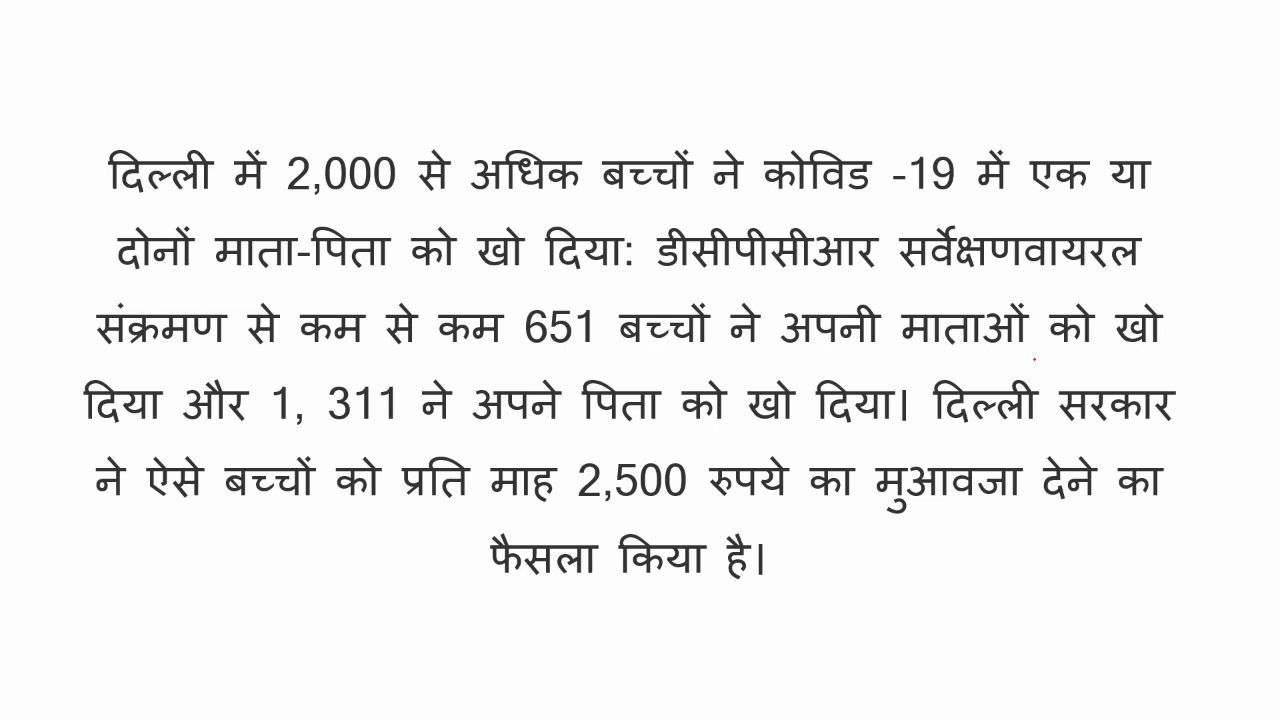 दिल्ली में 2,000 से अधिक बच्चों ने कोविड -19 में एक या
दोनों माता-पिता को खो दिया: डीसीपीसीआर सर्वेक्षणवायरल
संक्रमण से कम से कम 651 बच्चों ने अपनी माताओं को खो
दिया और 1, 311 ने अपने पिता को खो दिया। दिल्ली सरकार
ने ऐसे बच्चों को प्रति माह 2,500 रुपये का मुआवजा देने का
फैसला किया है।